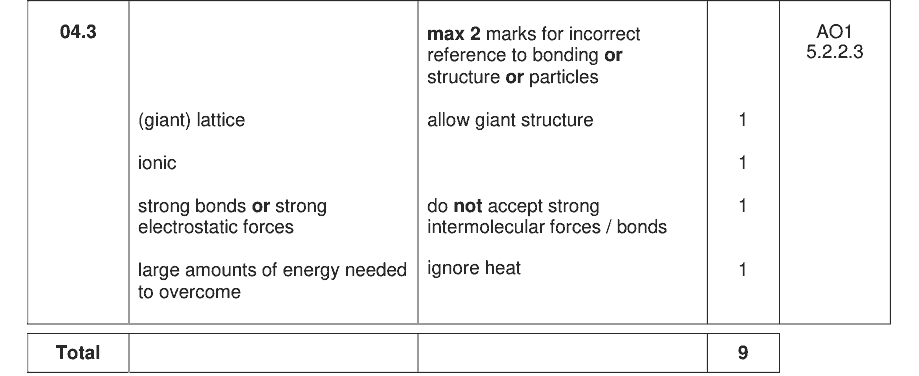 04.3
max 2 marks for incorrect
reference to bonding or
structure or particles
AO1
5.2.2.3
(giant) lattice
allow giant structure
1
ionic
1
strong bonds or strong
electrostatic forces
do not accept strong
intermolecular forces / bonds
1
large amounts of energy needed
to overcome
ignore heat
1
Total
9